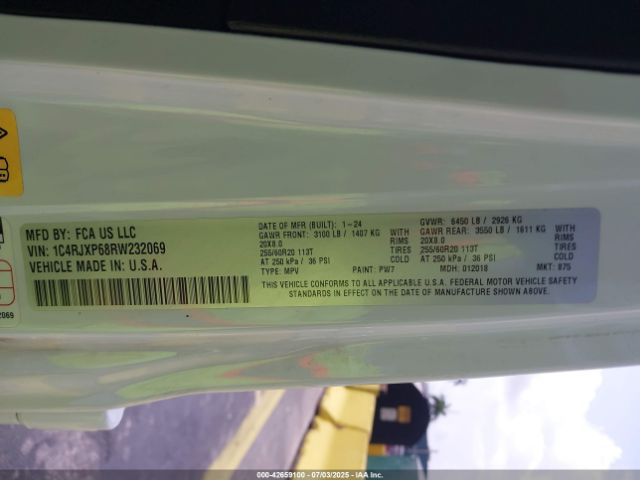 MFD BY: FCA US LLC
VIN: 1C4RJXP68RW232069
VEHICLE MADE IN: U.S.A.
DATE OF MFR (BUILT): 1-24
GAWR FRONT: 3100 LB / 1407 KG WITH
20X8.0 RIMS
255/60R20 113T TIRES
AT 250 kPa / 36 PSI COLD
TYPE: MPV PAINT: PW7
GVWR: 6450 LB / 2926 KG
GAWR REAR: 3550 LB / 1611 KG WITH
20X8.0 RIMS
255/60R20 113T TIRES
AT 250 kPa / 36 PSI COLD
MDH: 012018 MKT: 875
THIS VEHICLE CONFORMS TO ALL APPLICABLE U.S.A. FEDERAL MOTOR VEHICLE SAFETY
STANDARDS IN EFFECT ON THE DATE OF MANUFACTURE SHOWN ABOVE.
2069
000-42659100 - 07/03/2025 - IAAI.COM